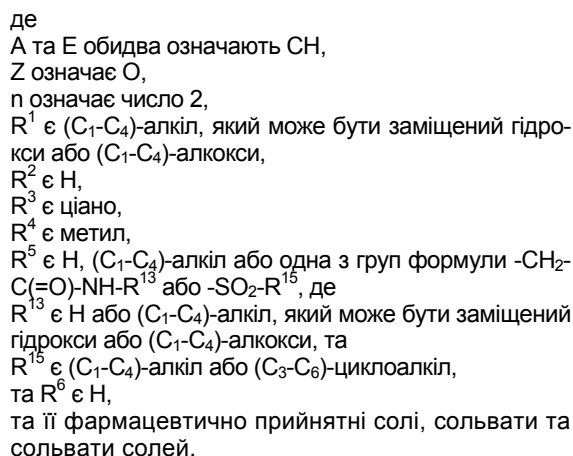 де
A та E обидва означають CH,
Z означає O,
n означає число 2,
R¹ є (C₁-C₄)-алкіл, який може бути заміщений гідро-
кси або (C₁-C₄)-алкокси,
R² є H,
R³ є ціано,
R⁴ є метил,
R⁵ є H, (C₁-C₄)-алкіл або одна з груп формули -CH₂-
C(=O)-NH-R¹³ або -SO₂-R¹⁵, де
R¹³ є H або (C₁-C₄)-алкіл, який може бути заміщений
гідрокси або (C₁-C₄)-алкокси, та
R¹⁵ є (C₁-C₄)-алкіл або (C₃-C₆)-циклоалкіл,
та R⁶ є H,
та її фармацевтично прийнятні солі, сольвати та
сольвати солей.